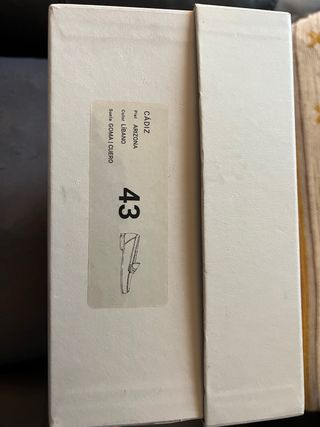 CÁDIZ
Piel ARIZONA
Color LÍBANO
Suela GOMA | CUERO
43